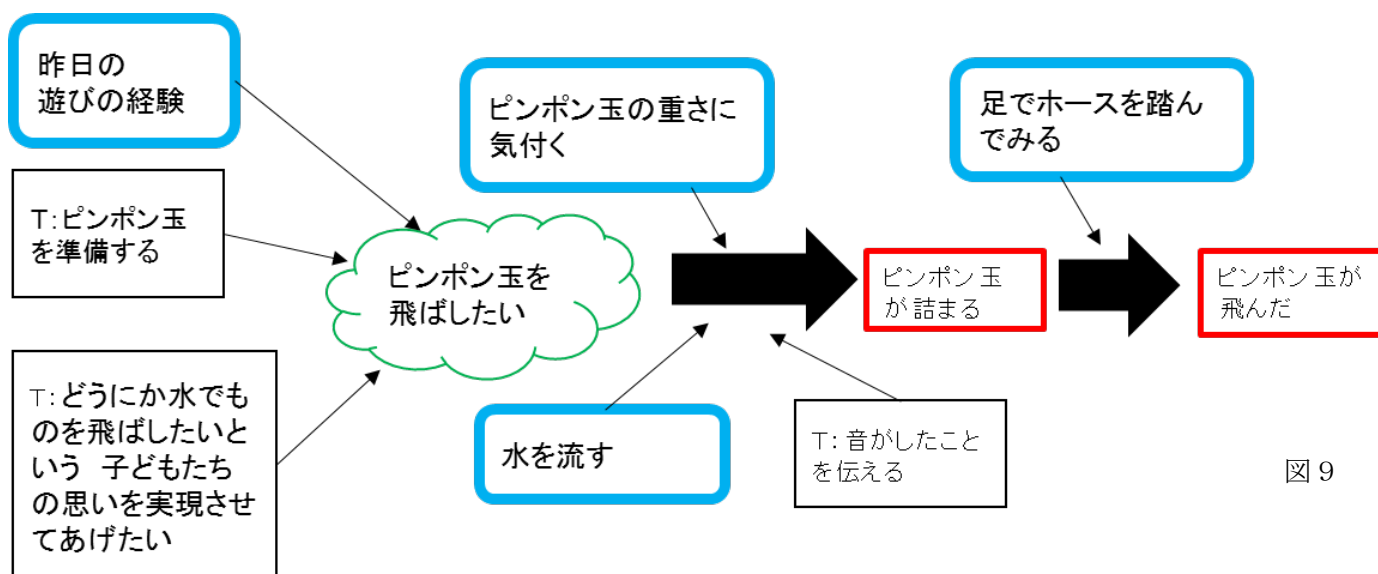 昨日の
遊びの経験
T:ピンポン玉
を準備する
T:どうにか水でも
のを飛ばしたいと
いう 子どもたち
の思いを実現させ
てあげたい
ピンポン玉を
飛ばしたい
ピンポン玉の重さに
気付く
水を流す
T:音がしたこと
を伝える
ピンポン玉
が詰まる
足でホースを踏ん
でみる
ピンポン玉が
飛んだ
図9